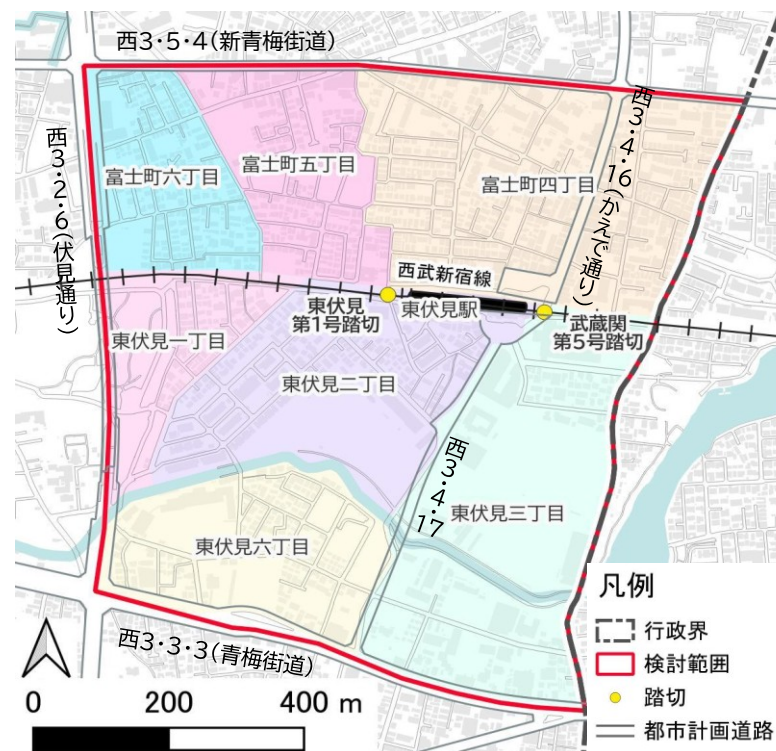 西3・5・4(新青梅街道)
西3・2・6(伏見通り)
西3・4・16(かえで通り)
富士町六丁目
富士町五丁目
富士町四丁目
西武新宿線
東伏見
第1号踏切
東伏見駅
武蔵関
第5号踏切
東伏見一丁目
東伏見二丁目
西3・4・17
東伏見三丁目
東伏見六丁目
西3・3・3(青梅街道)
凡例
行政界
検討範囲
踏切
都市計画道路
0 200 400 m